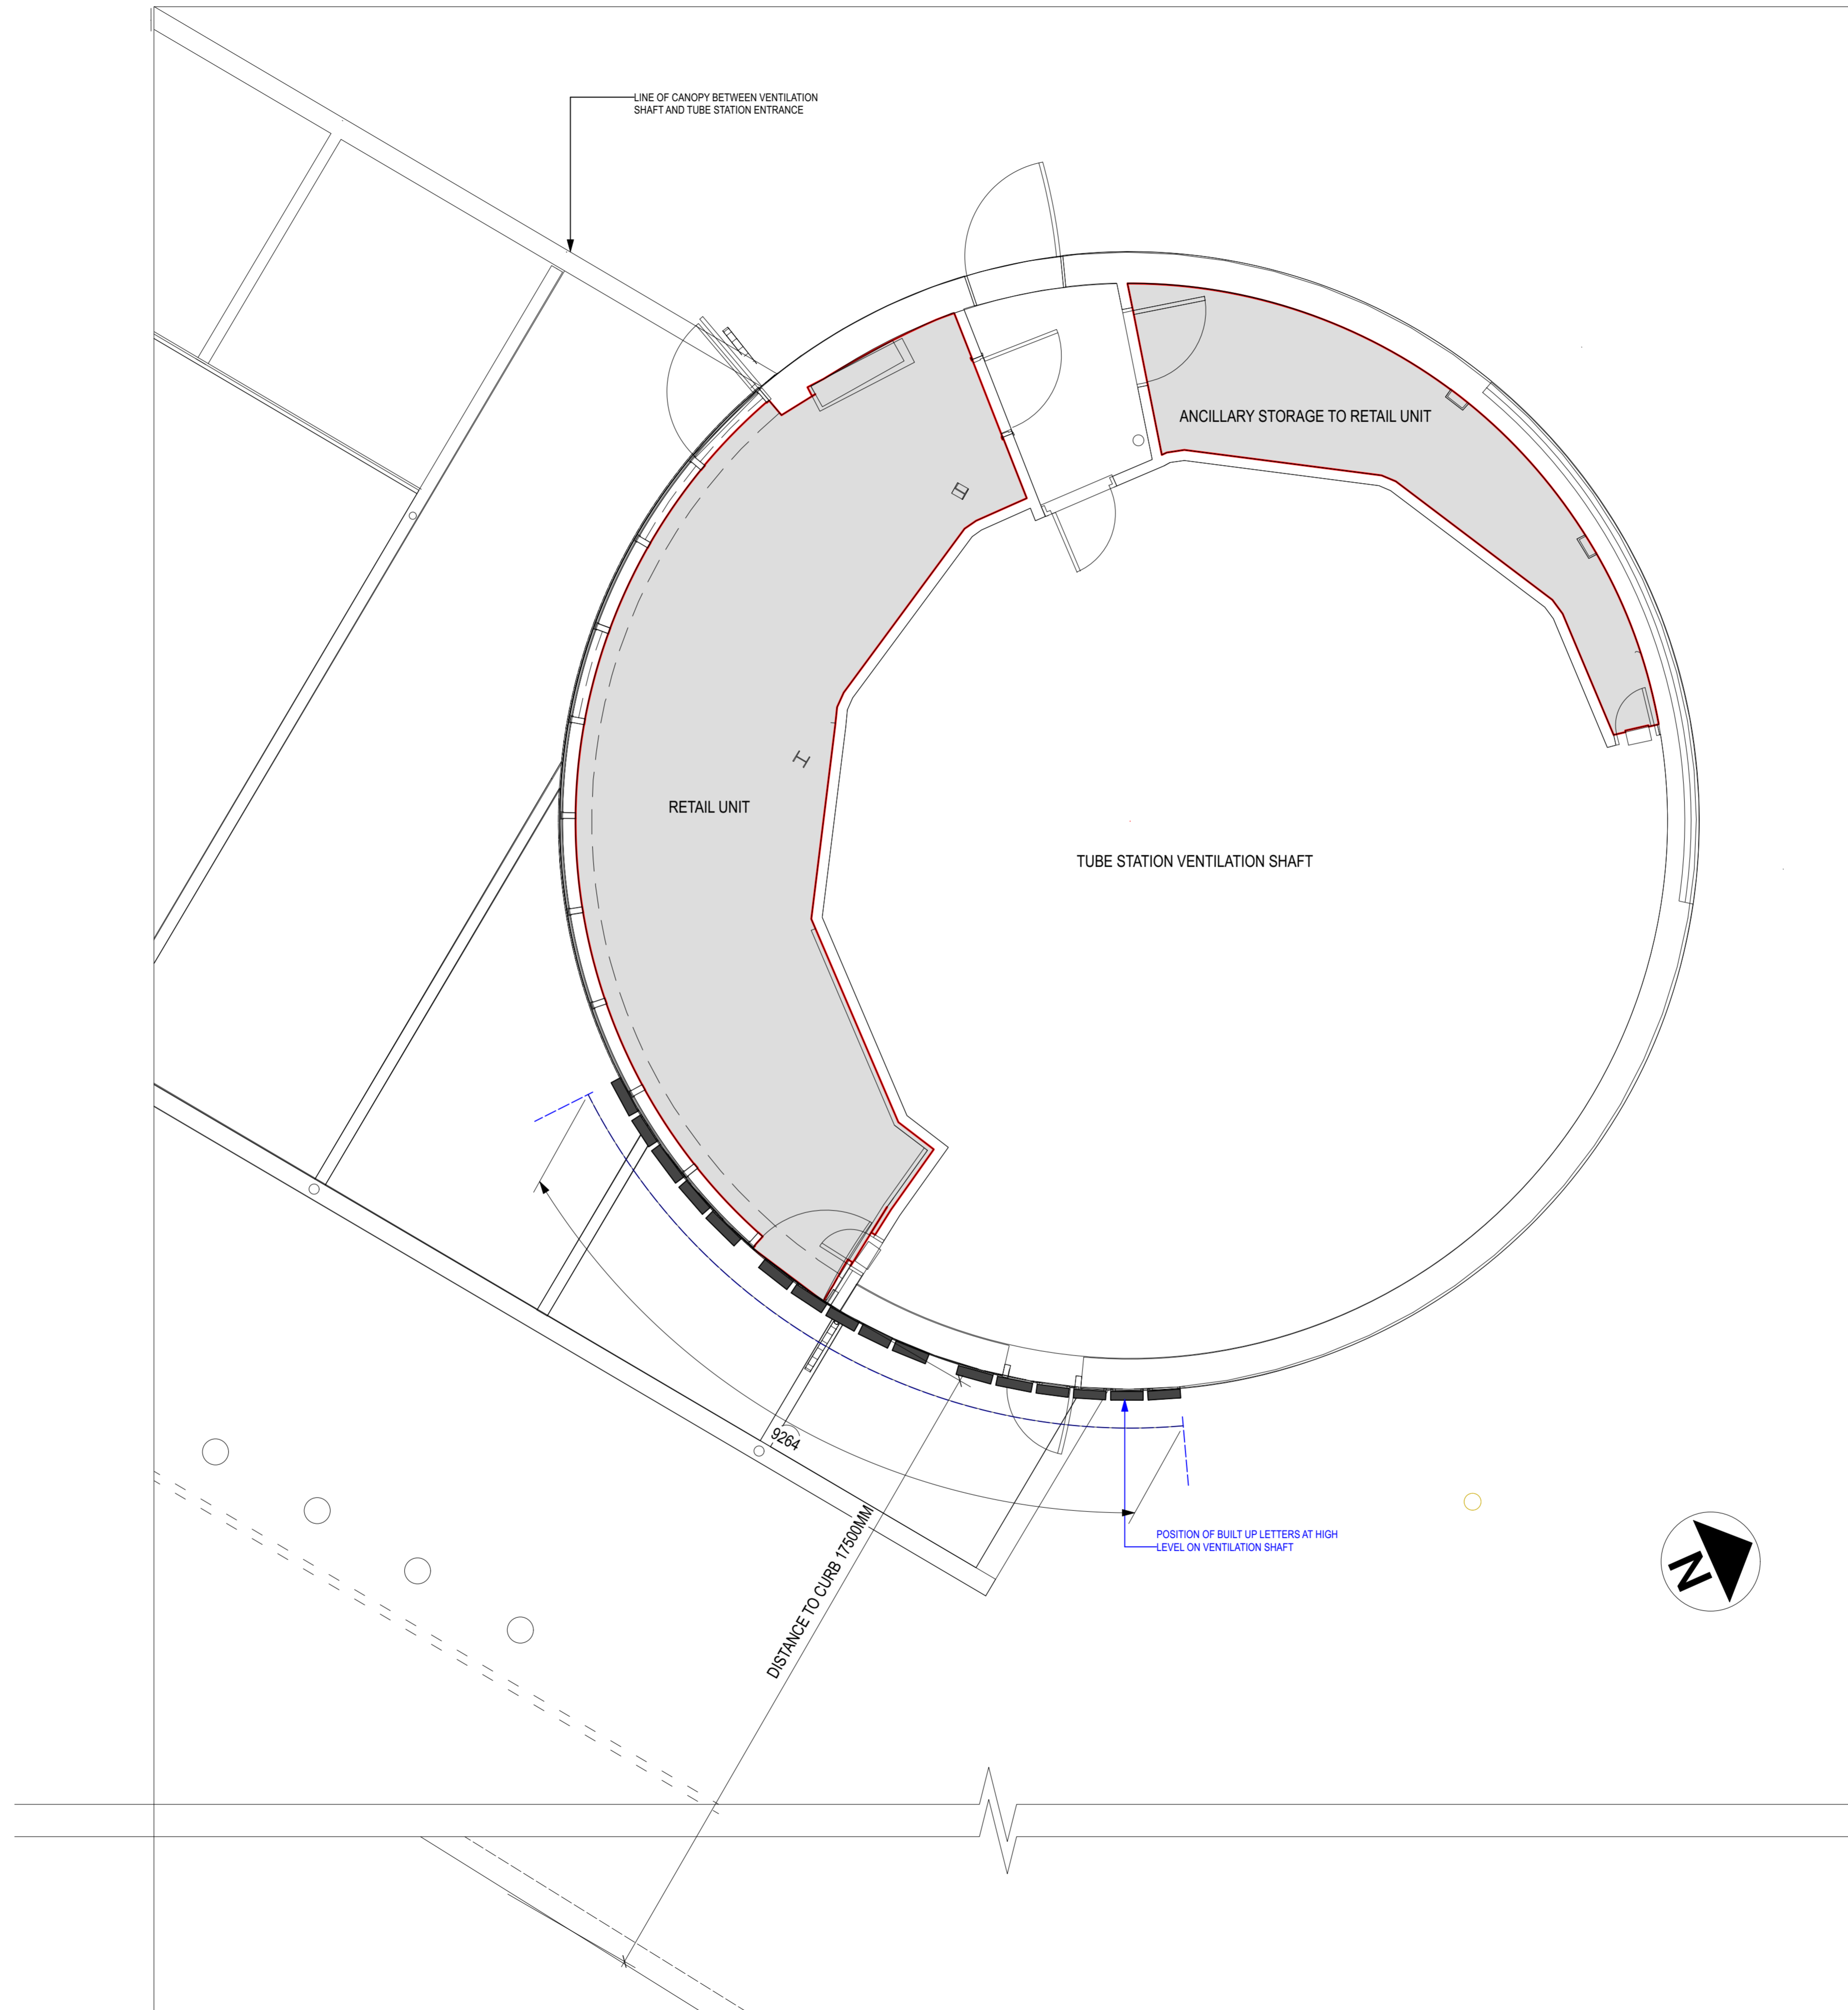 LINE OF CANOPY BETWEEN VENTILATION
SHAFT AND TUBE STATION ENTRANCE
ANCILLARY STORAGE TO RETAIL UNIT
RETAIL UNIT
TUBE STATION VENTILATION SHAFT
9264
DISTANCE TO CURB 17500MM
POSITION OF BUILT UP LETTERS AT HIGH
LEVEL ON VENTILATION SHAFT
N